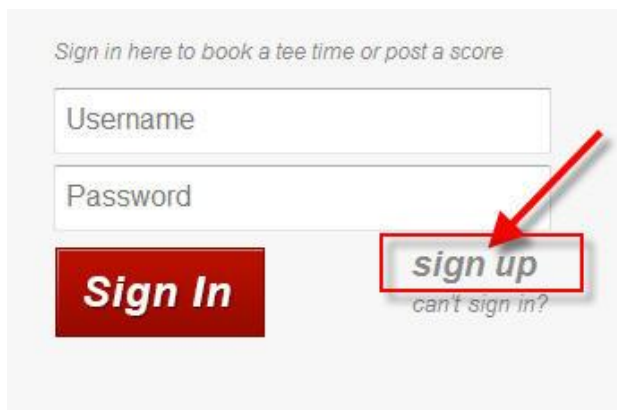 Sign in here to book a tee time or post a score
Username
Password
Sign In
sign up
can't sign in?